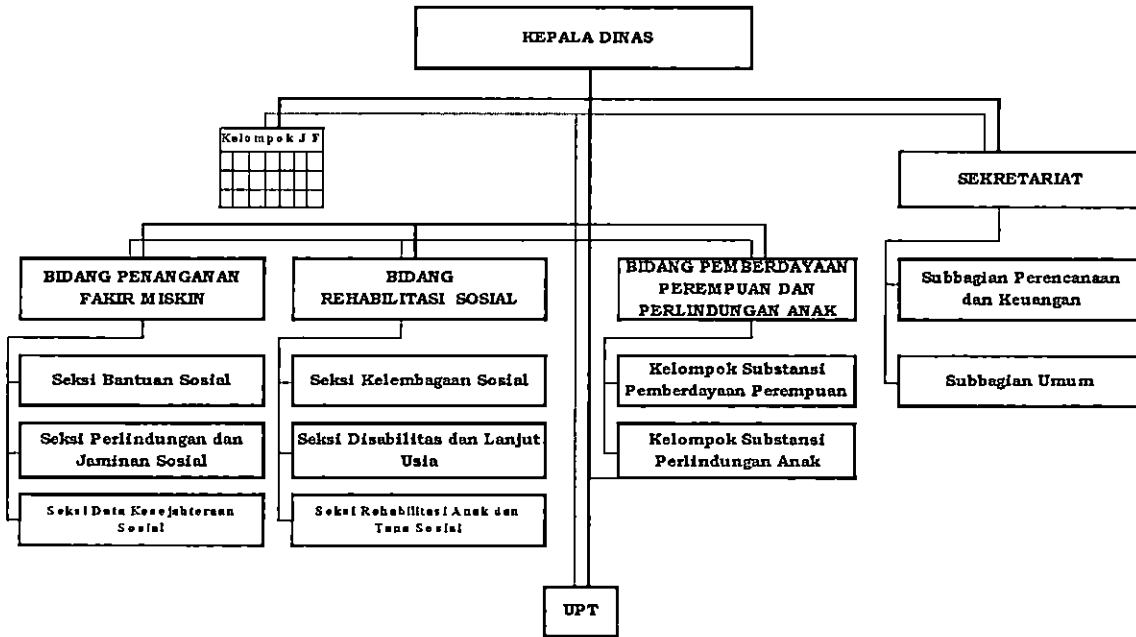 KEPALA DINAS
Kelompok J F
SEKRETARIAT
BIDANG PENANGANAN
FAKIR MISKIN
BIDANG
REHABILITASI SOSIAL
BIDANG PEMBERDAYAAN
PEREMPUAN DAN
PERLINDUNGAN ANAK
Subbagian Perencanaan
dan Keuangan
Seksi Bantuan Sosial
Seksi Kelembagaan Sosial
Kelompok Substansi
Pemberdayaan Perempuan
Subbagian Umum
Seksi Perlindungan dan
Jaminan Sosial
Seksi Disabilitas dan Lanjut
Usia
Kelompok Substansi
Perlindungan Anak
Seksi Data Kesejahteraan
Sosial
Seksi Rehabilitasi Anak dan
Tuna Sosial
UPT